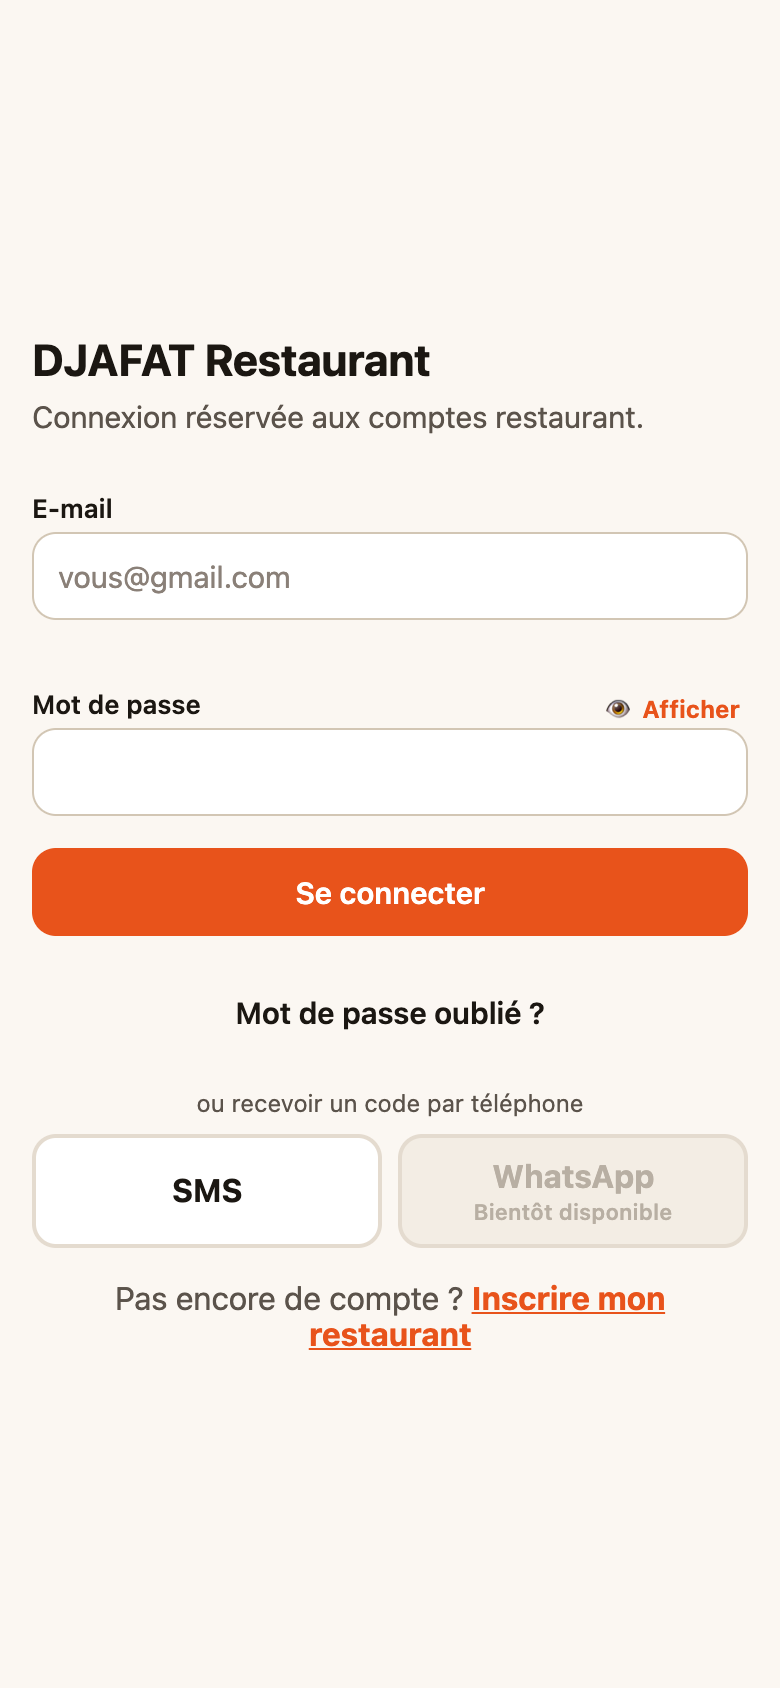 DJAFAT Restaurant
Connexion réservée aux comptes restaurant.
E-mail
vous@gmail.com
Mot de passe
👁️ Afficher
Se connecter
Mot de passe oublié ?
ou recevoir un code par téléphone
SMS
WhatsApp
Bientôt disponible
Pas encore de compte ? Inscrire mon
restaurant